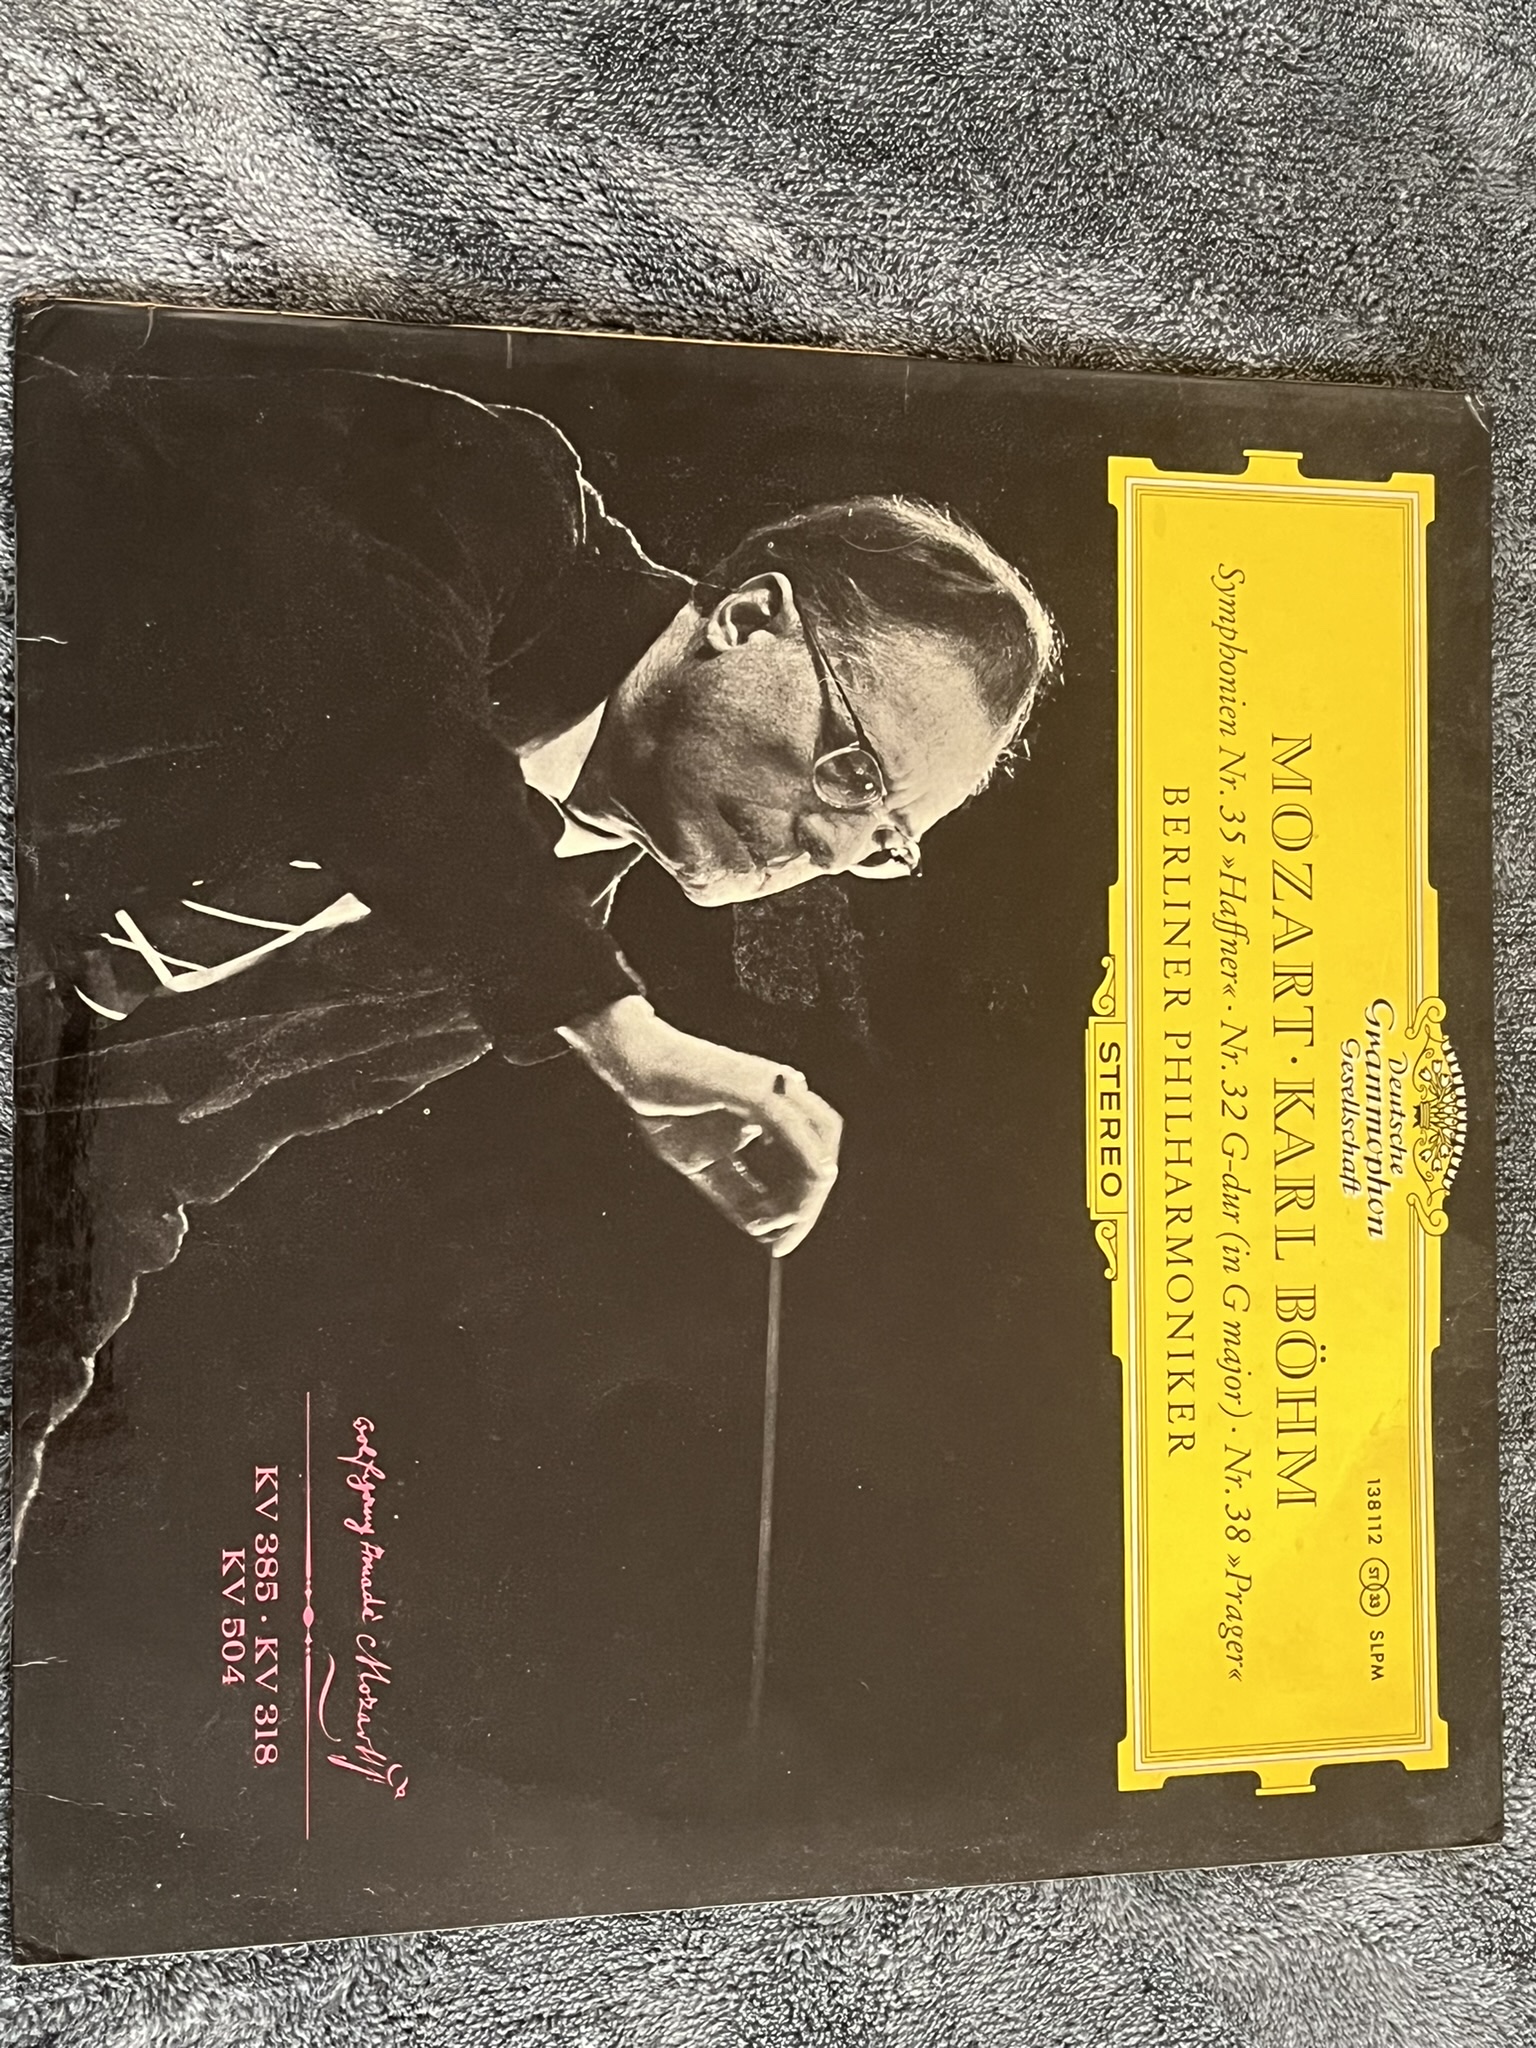 Deutsche
Grammophon
Gesellschaft
138112 ST 33 SLPM
MOZART · KARL BÖHM
Symphonien Nr. 35 »Haffner« · Nr. 32 G-dur (in G major) · Nr. 38 »Prager«
BERLINER PHILHARMONIKER
STEREO
Wolfgang Amadè Mozart
KV 385 · KV 318
KV 504